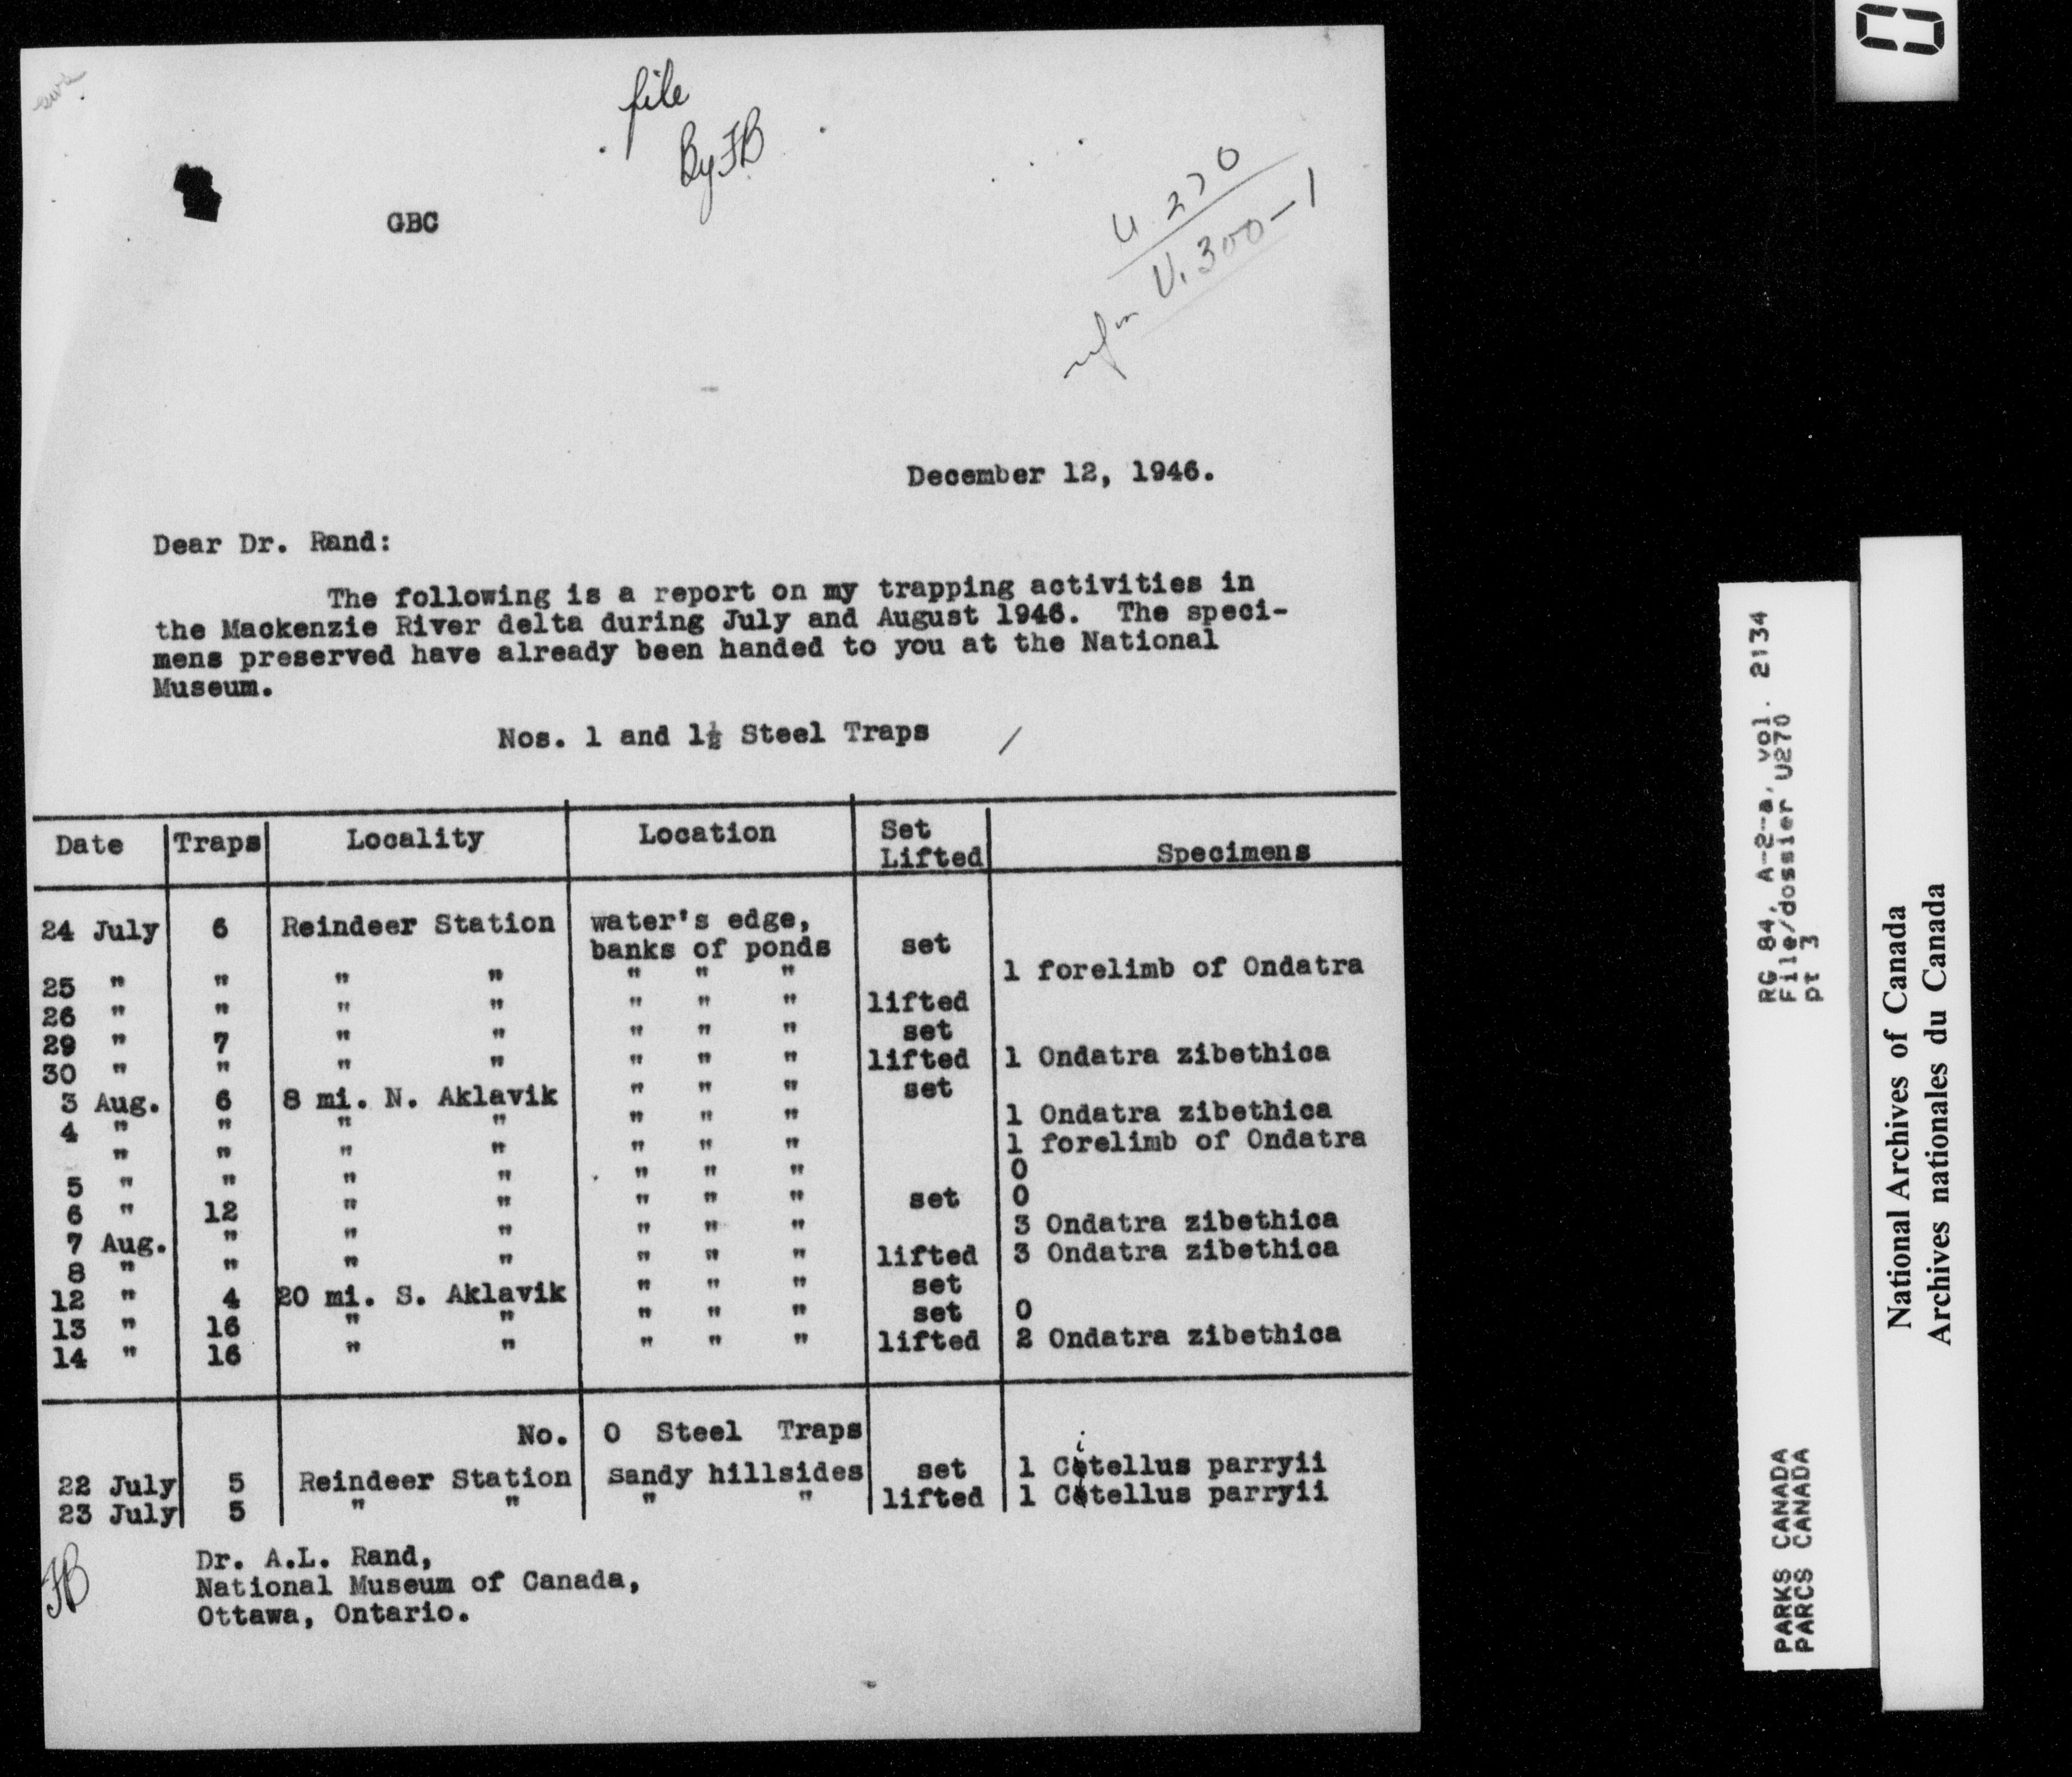 file
By FB
GBC
U 270
V. 300-1
December 12, 1946.
Dear Dr. Rand:
The following is a report on my trapping activities in
the Mackenzie River delta during July and August 1946. The speci-
mens preserved have already been handed to you at the National
Museum.
Nos. 1 and 1½ Steel Traps
Date Traps Locality Location Set Lifted Specimens
24 July 6 Reindeer Station water's edge,
banks of ponds set
25 " " " " " " " 1 forelimb of Ondatra
26 " " " " " " " lifted
29 " 7 " " " " " set
30 " " " " " " " lifted 1 Ondatra zibethica
3 Aug. 6 8 mi. N. Aklavik " " " set
4 " " " " " " " 1 Ondatra zibethica
" " " " " " " 1 forelimb of Ondatra
5 " " " " " " " 0
6 " 12 " " " " " set 0
7 Aug. " " " " " " 3 Ondatra zibethica
8 " " " " " " " lifted 3 Ondatra zibethica
12 " 4 20 mi. S. Aklavik " " " set
13 " 16 " " " " " set 0
14 " 16 " " " " " lifted 2 Ondatra zibethica
No. 0 Steel Traps
22 July 5 Reindeer Station sandy hillsides set 1 Citellus parryii
23 July 5 " " " " lifted 1 Citellus parryii
FB
Dr. A.L. Rand,
National Museum of Canada,
Ottawa, Ontario.
RG 84, A-2-a, vol. 2134
File/dossier U270
pt 3
PARKS CANADA
PARCS CANADA
National Archives of Canada
Archives nationales du Canada